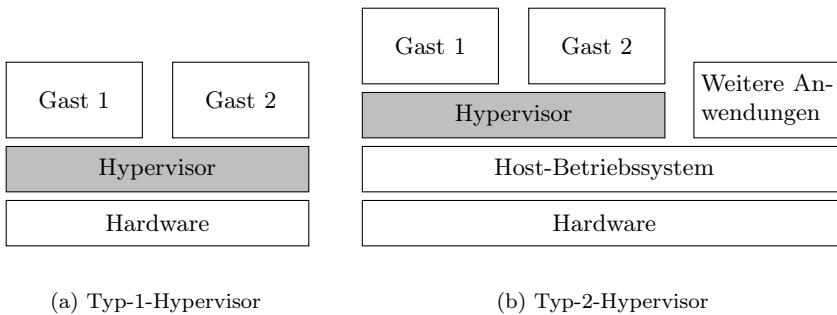 Gast 1
Gast 2
Hypervisor
Hardware
(a) Typ-1-Hypervisor
Gast 1
Gast 2
Weitere An-
wendungen
Hypervisor
Host-Betriebssystem
Hardware
(b) Typ-2-Hypervisor